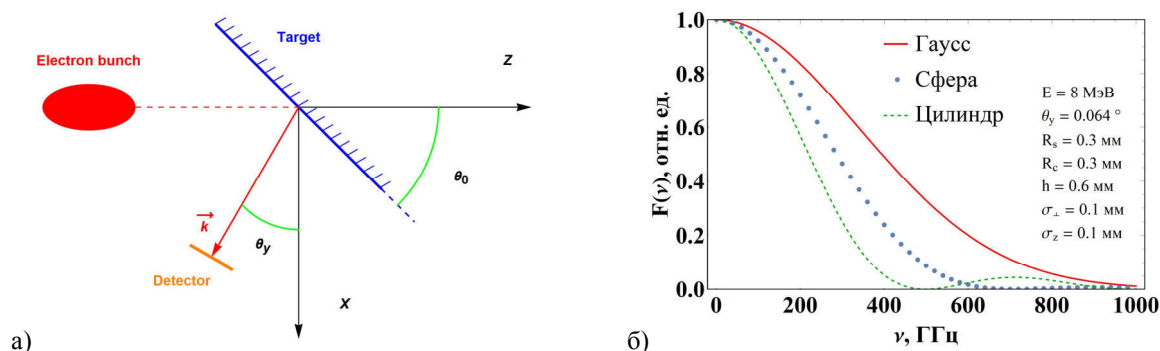 Target
Electron bunch
Z
θ₀
k
θy
Detector
X
а)
F(ν), отн. ед.
1.0
0.8
0.6
0.4
0.2
0.0
Гаусс
Сфера
Цилиндр
E = 8 МэВ
θy = 0.064 °
Rs = 0.3 мм
Rc = 0.3 мм
h = 0.6 мм
σ⊥ = 0.1 мм
σz = 0.1 мм
0 200 400 600 800 1000
ν, ГГц
б)